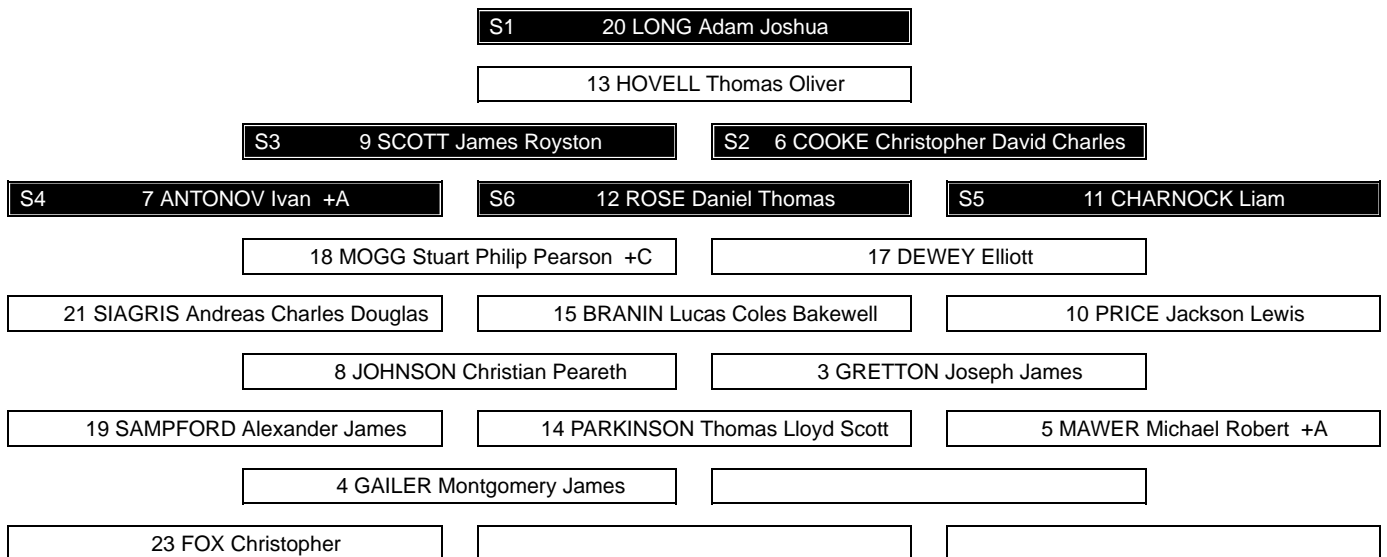 S1 20 LONG Adam Joshua
13 HOVELL Thomas Oliver
S3 9 SCOTT James Royston S2 6 COOKE Christopher David Charles
S4 7 ANTONOV Ivan +A S6 12 ROSE Daniel Thomas S5 11 CHARNOCK Liam
18 MOGG Stuart Philip Pearson +C 17 DEWEY Elliott
21 SIAGRIS Andreas Charles Douglas 15 BRANIN Lucas Coles Bakewell 10 PRICE Jackson Lewis
8 JOHNSON Christian Peareth 3 GRETTON Joseph James
19 SAMPFORD Alexander James 14 PARKINSON Thomas Lloyd Scott 5 MAWER Michael Robert +A
4 GAILER Montgomery James
23 FOX Christopher